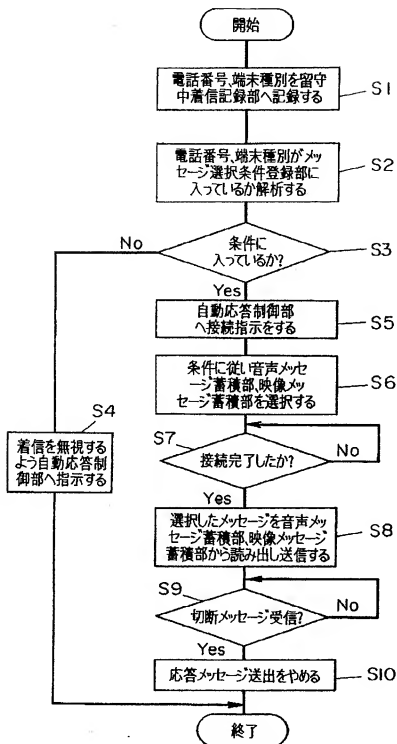 開始
電話番号、端末種別を留守
中着信記録部へ記録する
S1
電話番号、端末種別がメッ
セージ選択条件登録部に
入っているか解析する
S2
No
条件に
入っているか?
S3
Yes
自動応答制御部
へ接続指示をする
S5
条件に従い音声メッセ
ージ蓄積部、映像メッ
セージ蓄積部を選択する
S6
S4
着信を無視する
よう自動応答制
御部へ指示する
S7
接続完了したか?
No
Yes
選択したメッセージを音声メッ
セージ蓄積部、映像メッセージ
蓄積部から読み出し送信する
S8
S9
切断メッセージ受信?
No
Yes
応答メッセージ送出をやめる
S10
終了